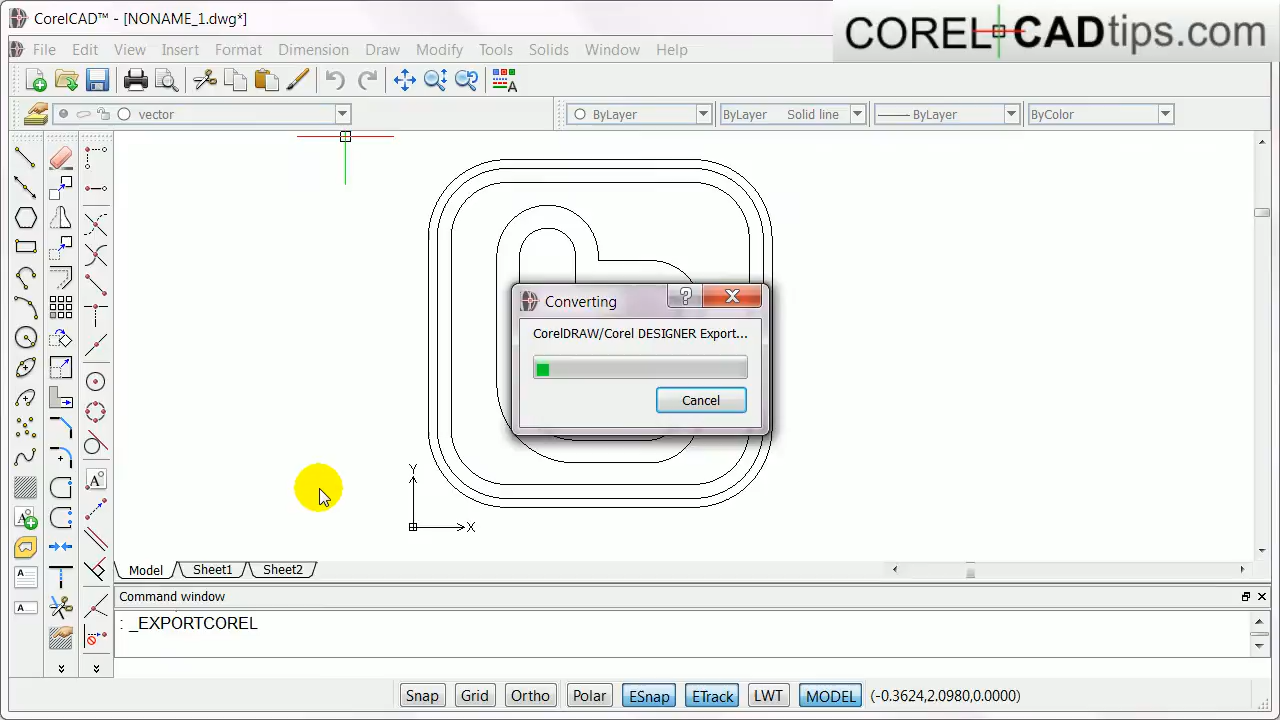 CorelCAD™ - [NONAME_1.dwg*]
CORELCADtips.com
File Edit View Insert Format Dimension Draw Modify Tools Solids Window Help
vector ByLayer ByLayer Solid line ByLayer ByColor
Converting
CorelDRAW/Corel DESIGNER Export...
Cancel
Y
X
Model Sheet1 Sheet2
Command window
: _EXPORTCOREL
Snap Grid Ortho Polar ESnap ETrack LWT MODEL (-0.3624,2.0980,0.0000)